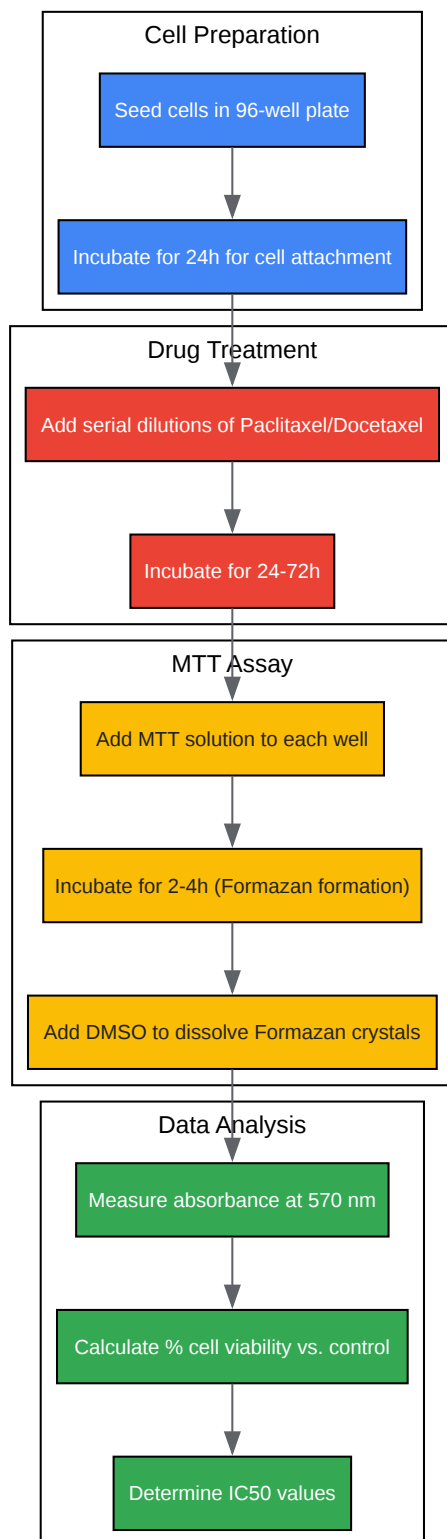 Cell Preparation
Seed cells in 96-well plate
Incubate for 24h for cell attachment
Drug Treatment
Add serial dilutions of Paclitaxel/Docetaxel
Incubate for 24-72h
MTT Assay
Add MTT solution to each well
Incubate for 2-4h (Formazan formation)
Add DMSO to dissolve Formazan crystals
Data Analysis
Measure absorbance at 570 nm
Calculate % cell viability vs. control
Determine IC50 values